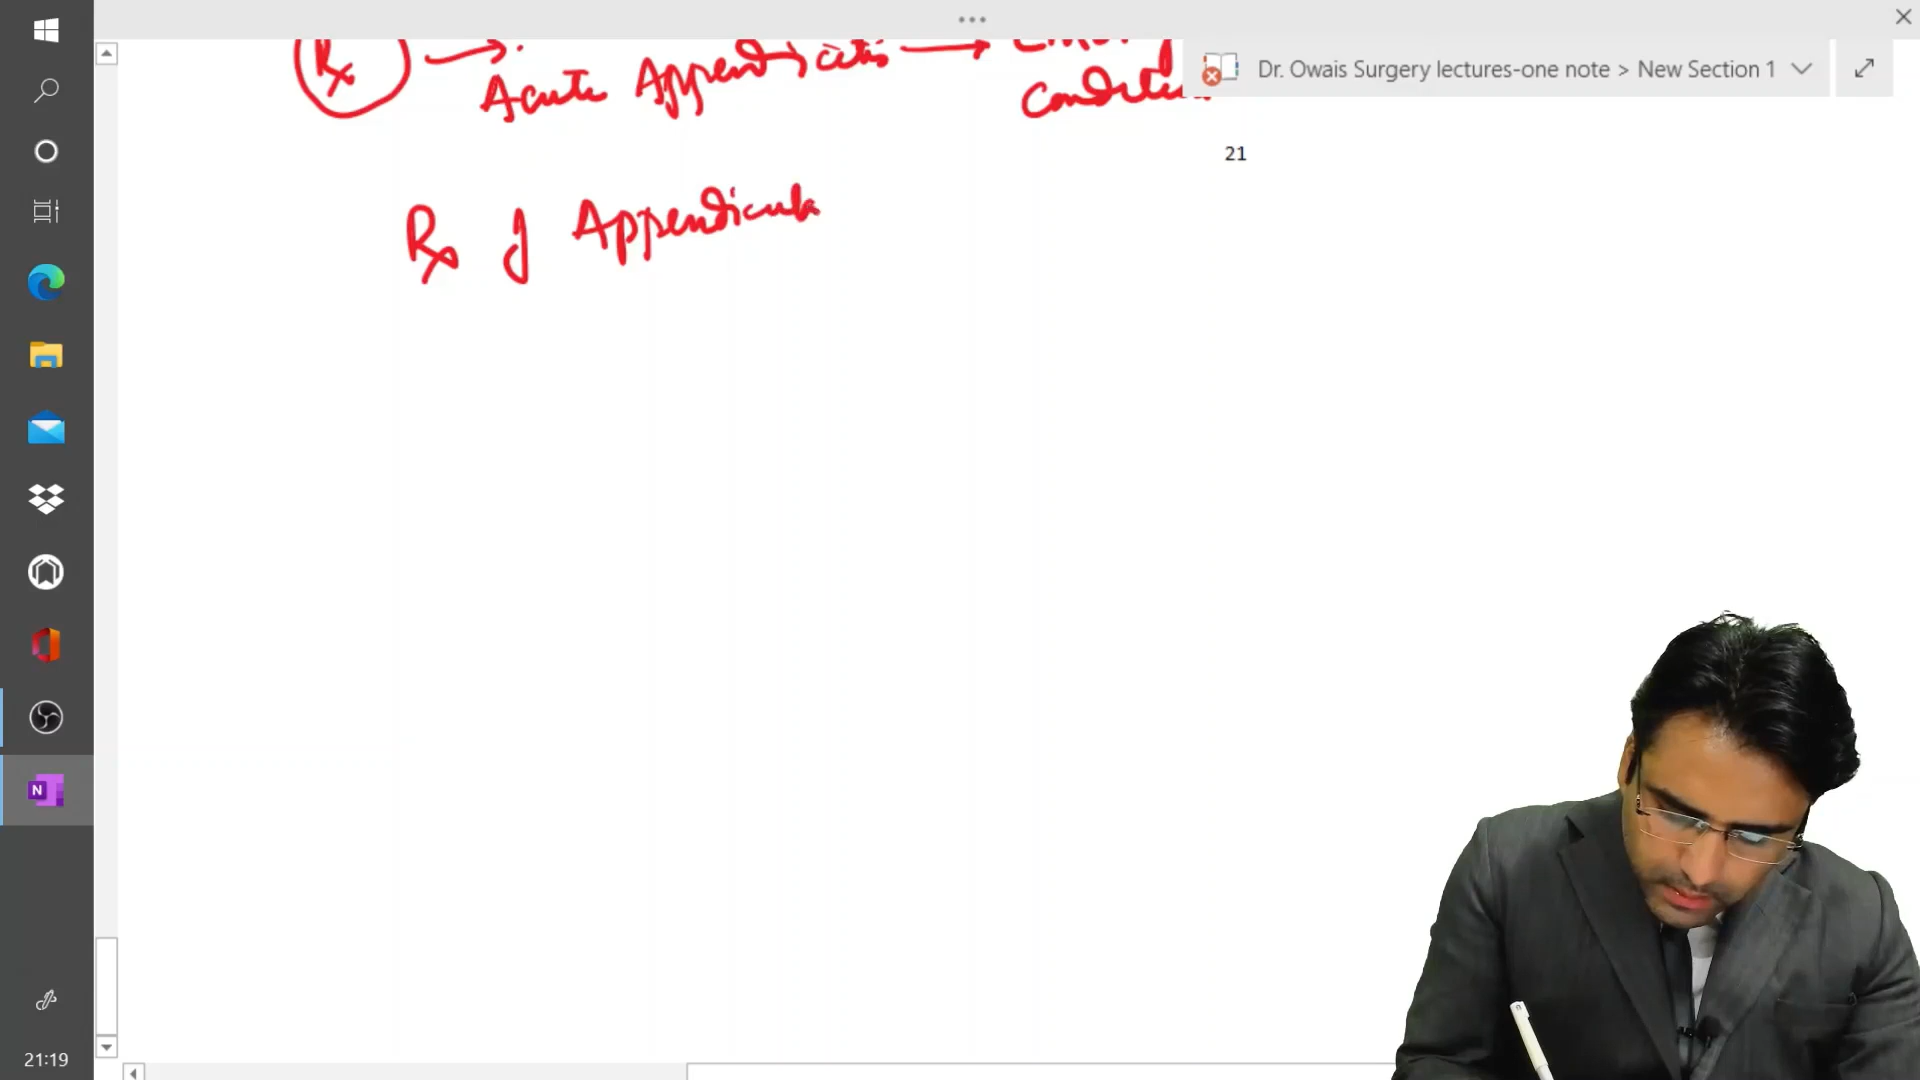 Rx → Acute Appendicitis →
Dr. Owais Surgery lectures-one note > New Section 1
21
Rx of Appendicula
N
21:19